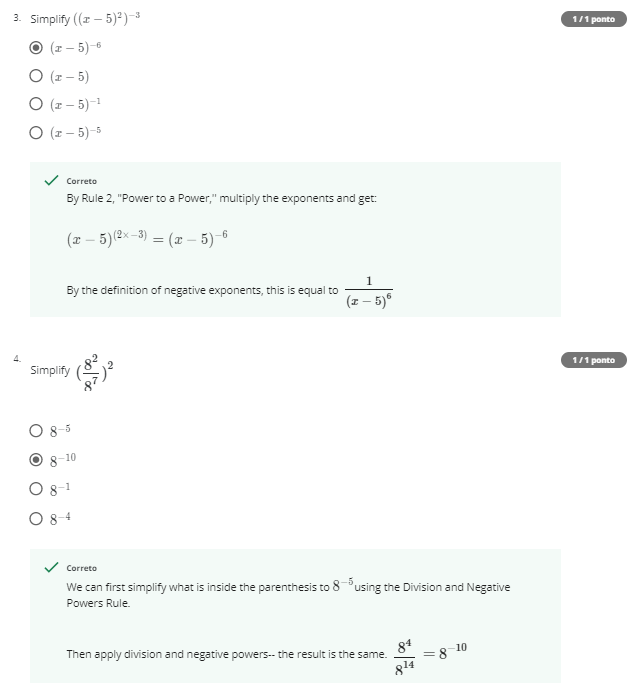 3. Simplify ((x − 5)²)⁻³
1 / 1 ponto
(x − 5)⁻⁶
(x − 5)
(x − 5)⁻¹
(x − 5)⁻⁵
Correto
By Rule 2, "Power to a Power," multiply the exponents and get:
(x − 5)⁽²ˣ⁻³⁾ = (x − 5)⁻⁶
By the definition of negative exponents, this is equal to 1/(x − 5)⁶
4. Simplify (8²/8⁷)²
1 / 1 ponto
8⁻⁵
8⁻¹⁰
8⁻¹
8⁻⁴
Correto
We can first simplify what is inside the parenthesis to 8⁻⁵ using the Division and Negative
Powers Rule.
Then apply division and negative powers-- the result is the same. 8⁴/8¹⁴ = 8⁻¹⁰